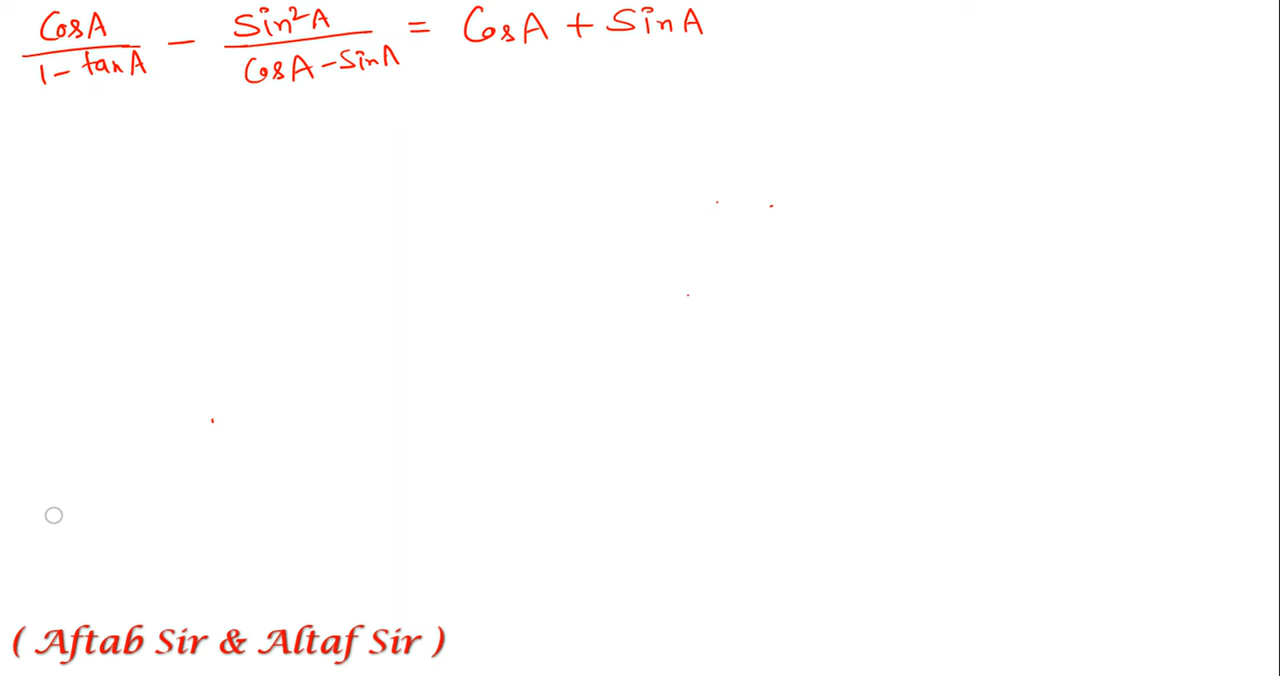 CosA / 1 - tanA - Sin²A / CosA - SinA = CosA + SinA
( Aftab Sir & Altaf Sir )